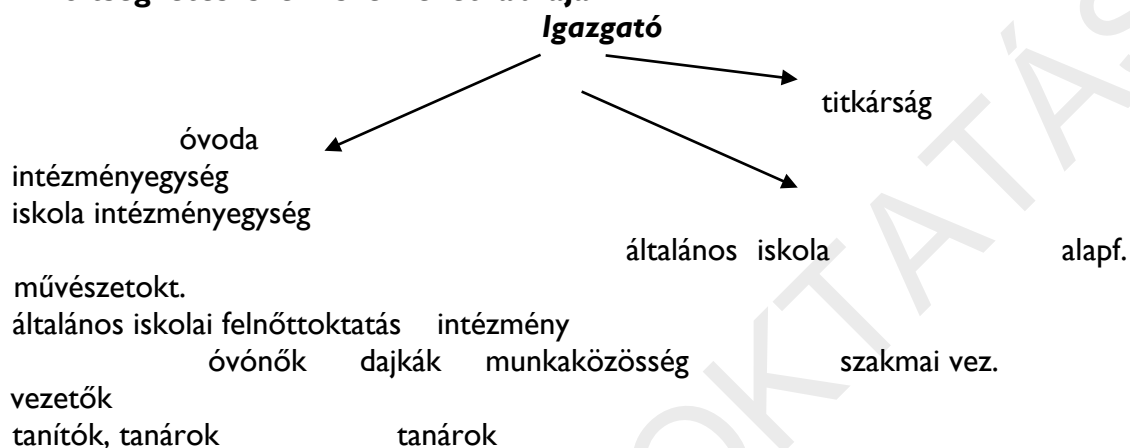 Igazgató
titkárság
óvoda
intézményegység
iskola intézményegység
általános iskola alapf.
művészetokt.
általános iskolai felnőttoktatás intézmény
óvónők dajkák munkaközösség szakmai vez.
vezetők
tanítók, tanárok tanárok
OKTATÁS